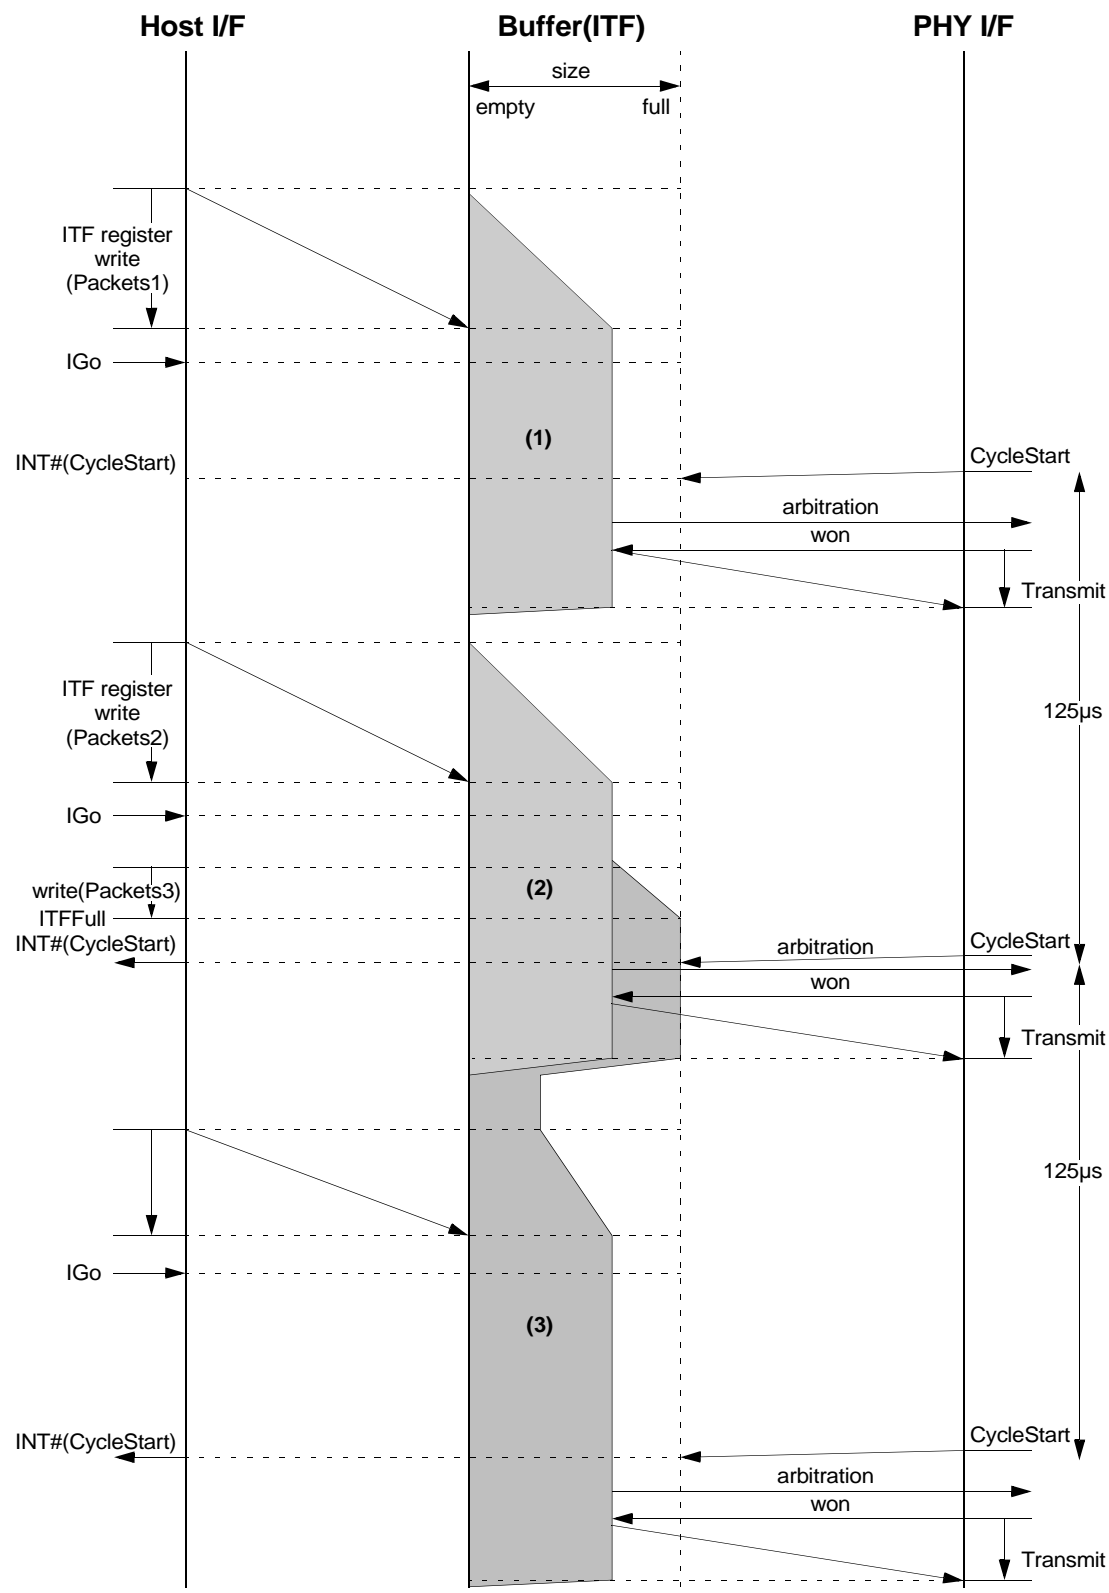 Host I/F
Buffer(ITF)
PHY I/F
size
empty
full
ITF register
write
(Packets1)
IGo
(1)
INT#(CycleStart)
CycleStart
arbitration
won
Transmit
ITF register
write
(Packets2)
125µs
IGo
write(Packets3)
(2)
ITFFull
INT#(CycleStart)
arbitration
CycleStart
won
Transmit
125µs
IGo
(3)
INT#(CycleStart)
CycleStart
arbitration
won
Transmit